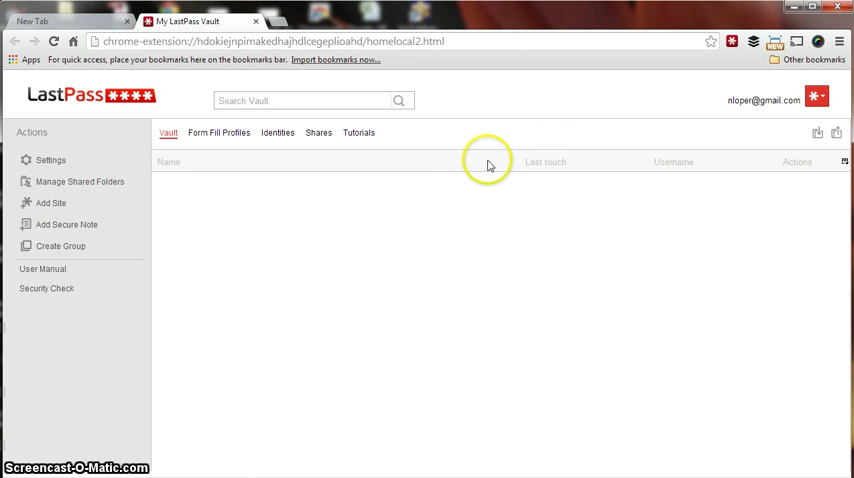 New Tab
My LastPass Vault
chrome-extension://hdokiejnpimakedhajhdlcegeplioahd/homelocal2.html
NEW
Apps For quick access, place your bookmarks here on the bookmarks bar. Import bookmarks now... Other bookmarks
LastPass ****
Search Vault
nloper@gmail.com
Actions
Vault Form Fill Profiles Identities Shares Tutorials
Name Last touch Username Actions
Settings
Manage Shared Folders
Add Site
Add Secure Note
Create Group
User Manual
Security Check
Screencast-O-Matic.com